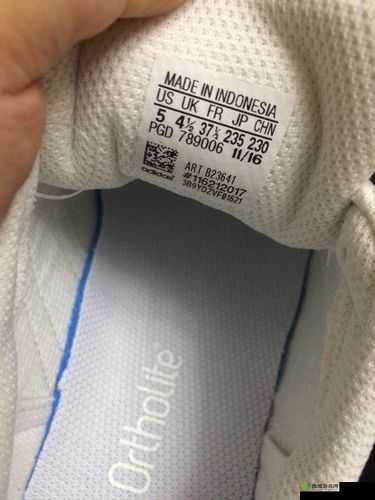 MADE IN INDONESIA
US UK FR JP CHN
5 4½ 37⅓ 235 230
PGD 789006 11/16
ART B23641
#116212017
adidas
Ortholite